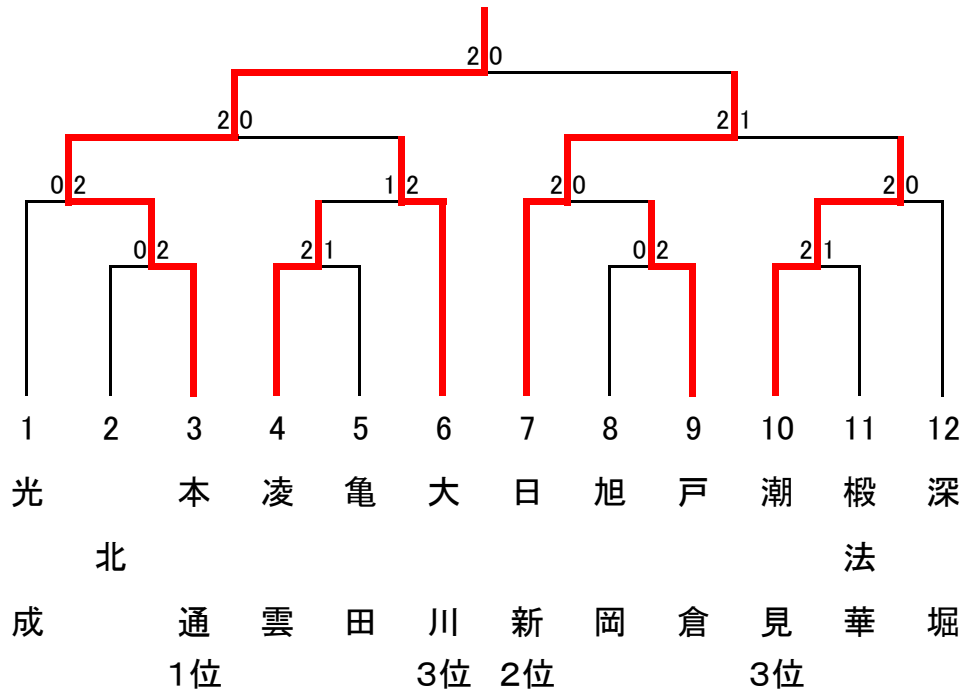 2 0
2 0 2 1
0 2 1 2 2 0 2 0
0 2 2 1 0 2 2 1
1 2 3 4 5 6 7 8 9 10 11 12
光成
北
本通
凌雲
亀田
大川
日新
旭岡
戸倉
潮見
椴法華
深堀
1位 3位 2位 3位